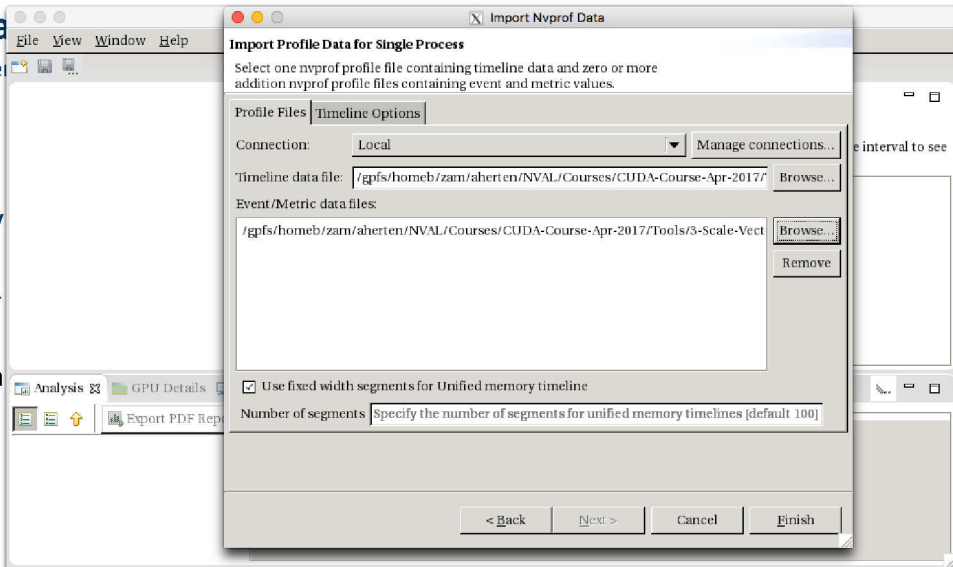 Import Nvprof Data
File View Window Help
Import Profile Data for Single Process
Select one nvprof profile file containing timeline data and zero or more
addition nvprof profile files containing event and metric values.
Profile Files Timeline Options
Connection: Local Manage connections...
e interval to see
Timeline data file: /gpfs/homeb/zam/aherten/NVAL/Courses/CUDA-Course-Apr-2017/ Browse...
Event/Metric data files:
/gpfs/homeb/zam/aherten/NVAL/Courses/CUDA-Course-Apr-2017/Tools/3-Scale-Vect Browse...
Remove
Analysis GPU Details
Use fixed width segments for Unified memory timeline
Export PDF Repo
Number of segments Specify the number of segments for unified memory timelines [default 100]
< Back Next > Cancel Finish